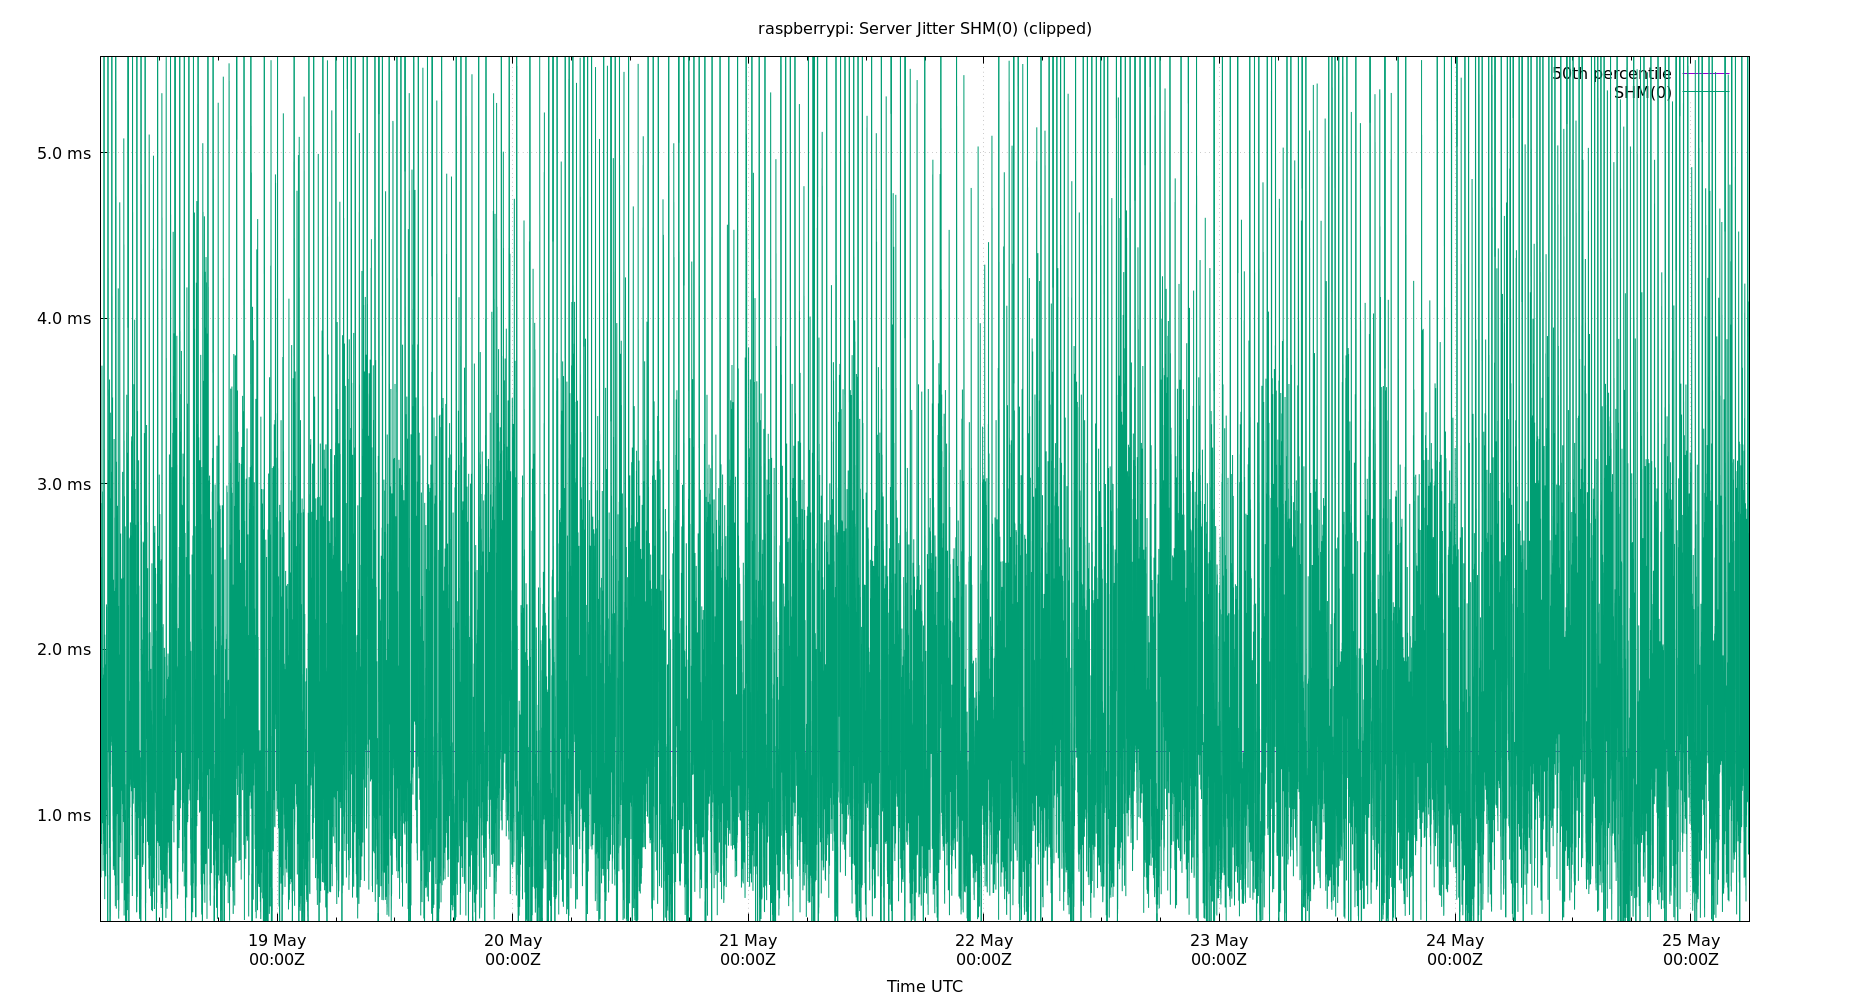 raspberrypi: Server Jitter SHM(0) (clipped)
50th percentile
SHM(0)
5.0 ms
4.0 ms
3.0 ms
2.0 ms
1.0 ms
19 May 20 May 21 May 22 May 23 May 24 May 25 May
00:00Z 00:00Z 00:00Z 00:00Z 00:00Z 00:00Z 00:00Z
Time UTC